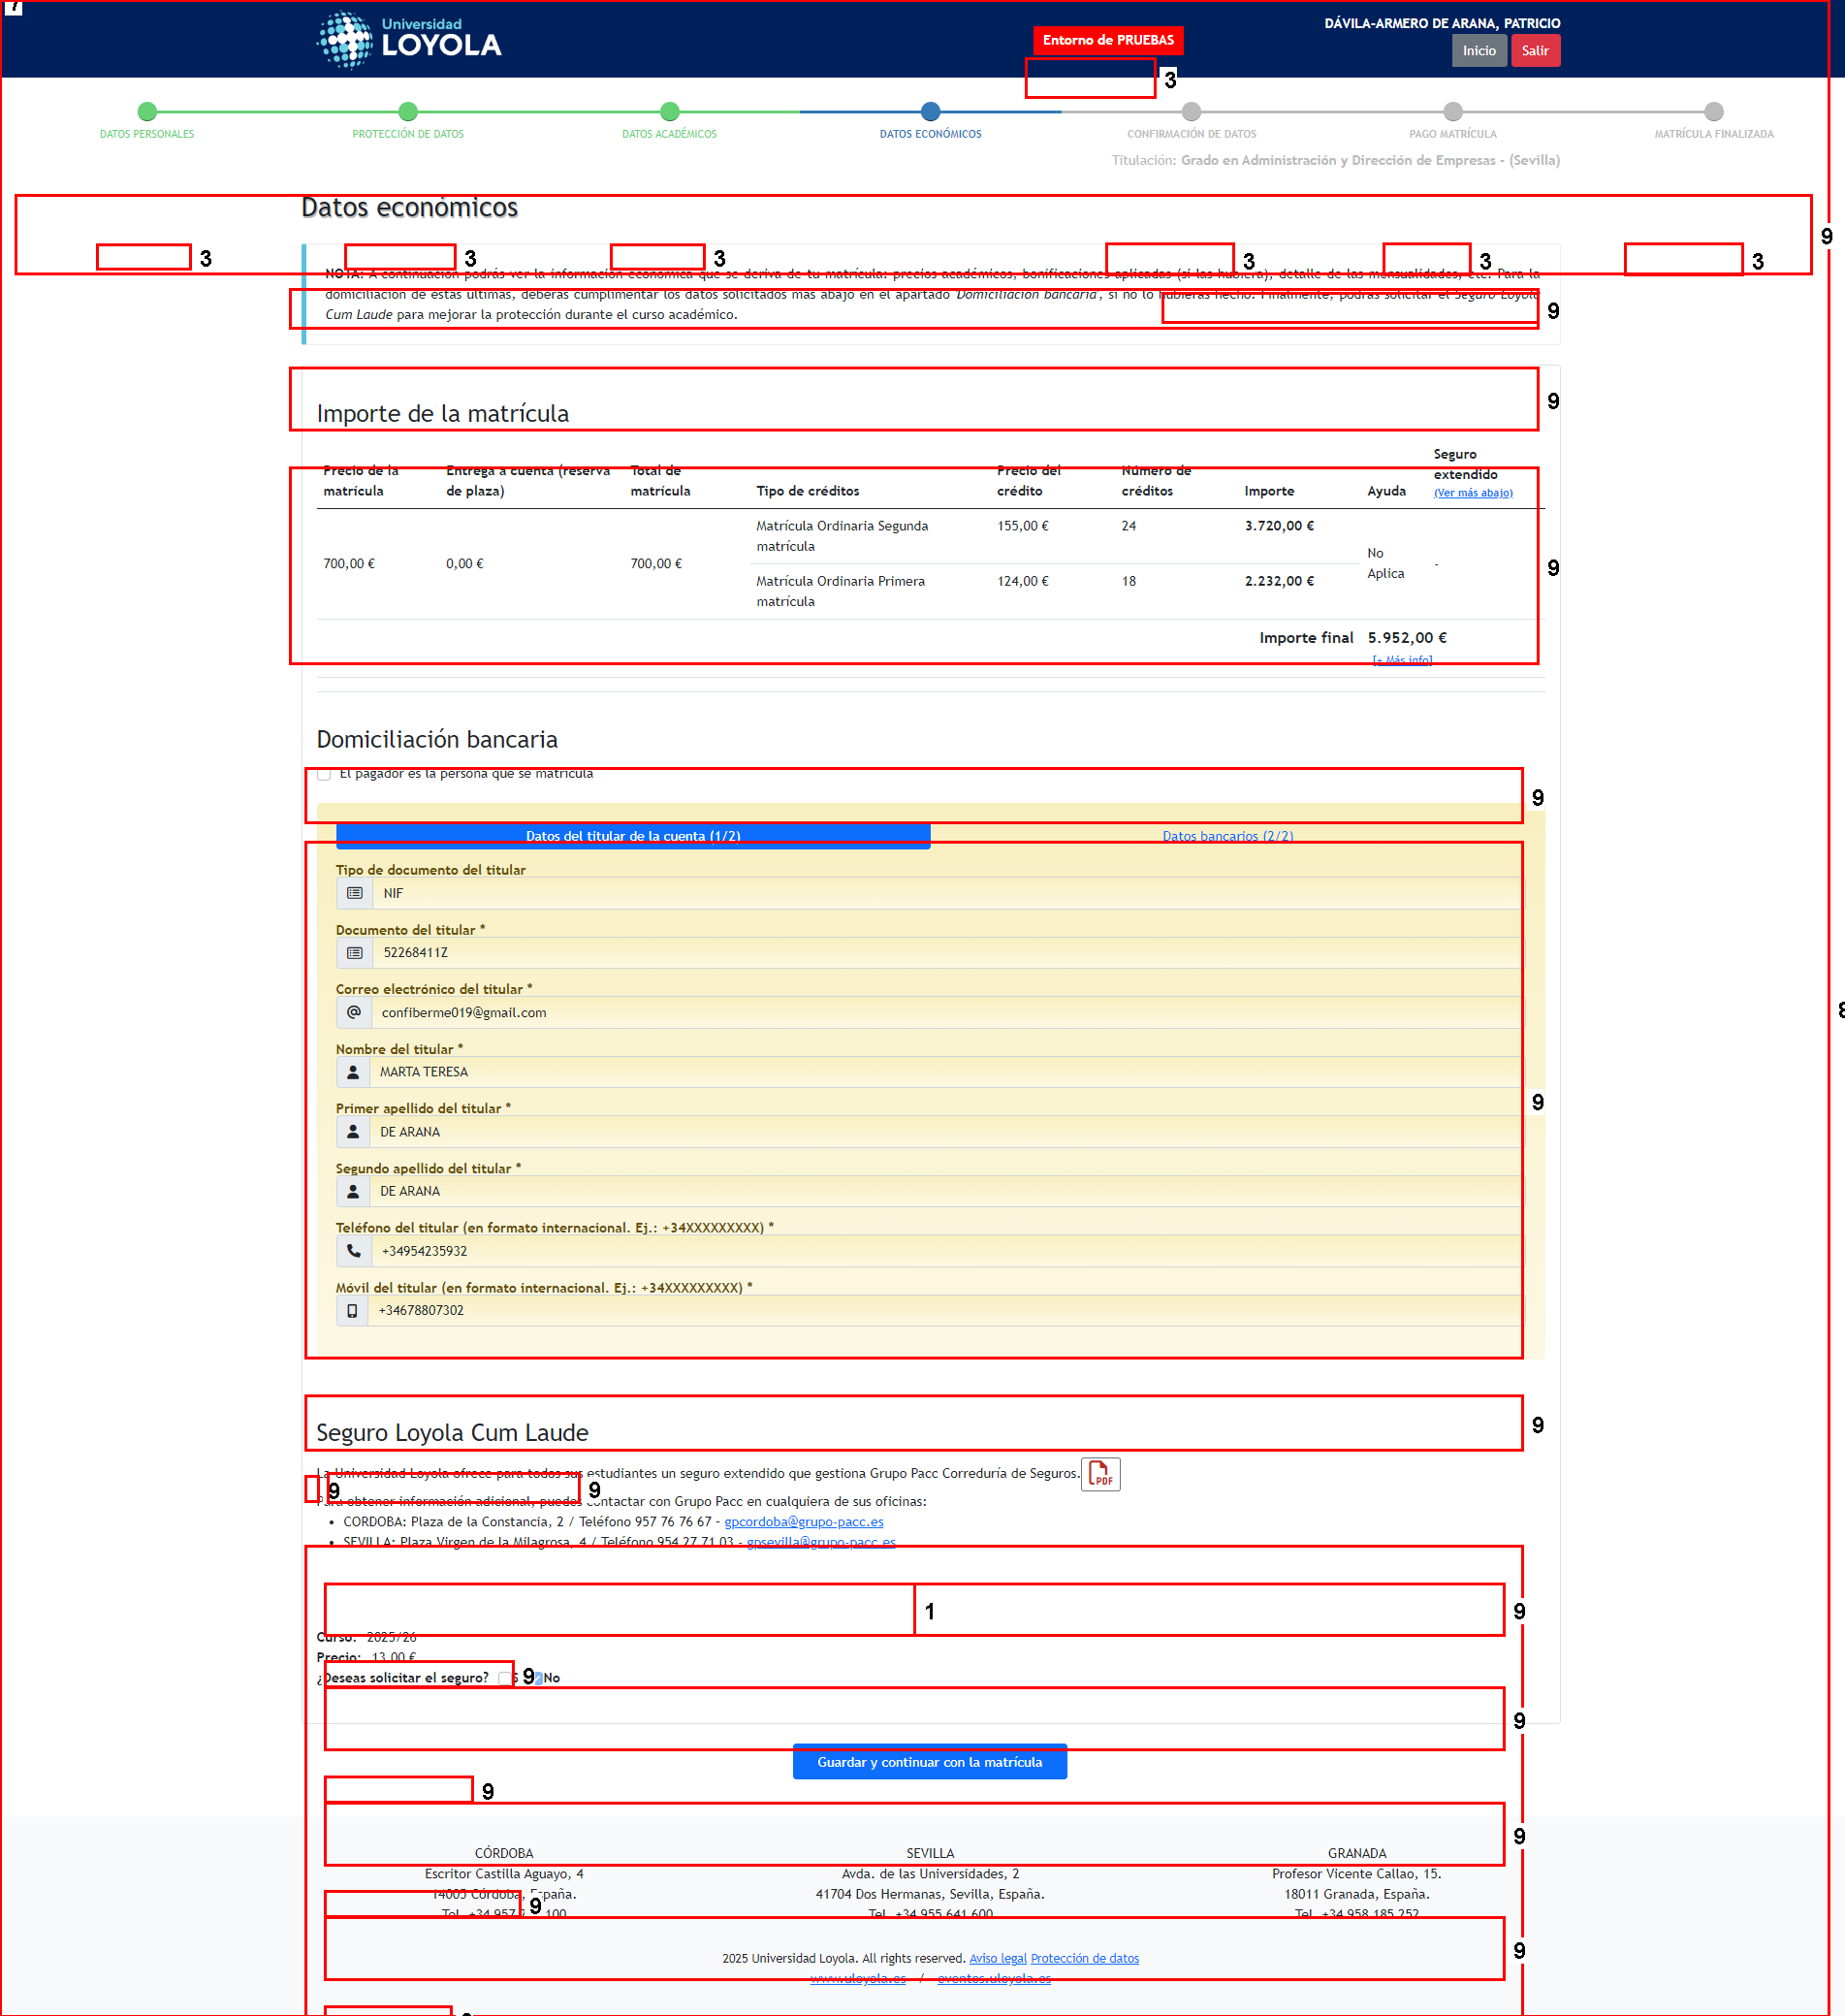 7
Universidad
LOYOLA
Entorno de PRUEBAS
DÁVILA-ARMERO DE ARANA, PATRICIO
Inicio
Salir
3
DATOS PERSONALES
PROTECCIÓN DE DATOS
DATOS ACADÉMICOS
DATOS ECONÓMICOS
CONFIRMACIÓN DE DATOS
PAGO MATRÍCULA
MATRÍCULA FINALIZADA
Titulación: Grado en Administración y Dirección de Empresas - (Sevilla)
Datos económicos
9
3
3
3
3
3
3
NOTA: A continuación podrás ver la información económica que se deriva de tu matrícula: precios académicos, bonificaciones aplicadas (si las hubiera), detalle de las mensualidades, etc. Para la
domiciliación de estas últimas, deberás cumplimentar los datos solicitados más abajo en el apartado 'Domiciliación bancaria', si no lo hubieras hecho. Finalmente, podrás solicitar el Seguro Loyola
Cum Laude para mejorar la protección durante el curso académico.
9
9
Importe de la matrícula
Precio de la matrícula
Entrega a cuenta (reserva de plaza)
Total de matrícula
Tipo de créditos
Precio del crédito
Número de créditos
Importe
Ayuda
Seguro extendido
(Ver más abajo)
700,00 €
0,00 €
700,00 €
Matrícula Ordinaria Segunda matrícula
155,00 €
24
3.720,00 €
No Aplica
-
9
Matrícula Ordinaria Primera matrícula
124,00 €
18
2.232,00 €
Importe final 5.952,00 €
[+ Más info]
Domiciliación bancaria
El pagador es la persona que se matricula
9
Datos del titular de la cuenta (1/2)
Datos bancarios (2/2)
Tipo de documento del titular
NIF
Documento del titular *
52268411Z
Correo electrónico del titular *
confiberme019@gmail.com
8
Nombre del titular *
MARTA TERESA
9
Primer apellido del titular *
DE ARANA
Segundo apellido del titular *
DE ARANA
Teléfono del titular (en formato internacional. Ej.: +34XXXXXXXXX) *
+34954235932
Móvil del titular (en formato internacional. Ej.: +34XXXXXXXXX) *
+34678807302
9
Seguro Loyola Cum Laude
La Universidad Loyola ofrece para todos sus estudiantes un seguro extendido que gestiona Grupo Pacc Correduría de Seguros.
PDF
9
9
Para obtener información adicional, puedes contactar con Grupo Pacc en cualquiera de sus oficinas:
• CORDOBA: Plaza de la Constancia, 2 / Teléfono 957 76 76 67 - gpcordoba@grupo-pacc.es
• SEVILLA: Plaza Virgen de la Milagrosa, 4 / Teléfono 954 27 71 03 - gpsevilla@grupo-pacc.es
1
9
Curso: 2025/26
Precio: 13,00 €
¿Deseas solicitar el seguro?
9
No
9
Guardar y continuar con la matrícula
9
9
CÓRDOBA
Escritor Castilla Aguayo, 4
14005 Córdoba, España.
Tel. +34 957 100
SEVILLA
Avda. de las Universidades, 2
41704 Dos Hermanas, Sevilla, España.
Tel. +34 955 641 600
GRANADA
Profesor Vicente Callao, 15.
18011 Granada, España.
Tel. +34 958 185 252
9
9
2025 Universidad Loyola. All rights reserved. Aviso legal Protección de datos
www.uloyola.es / eventos.uloyola.es